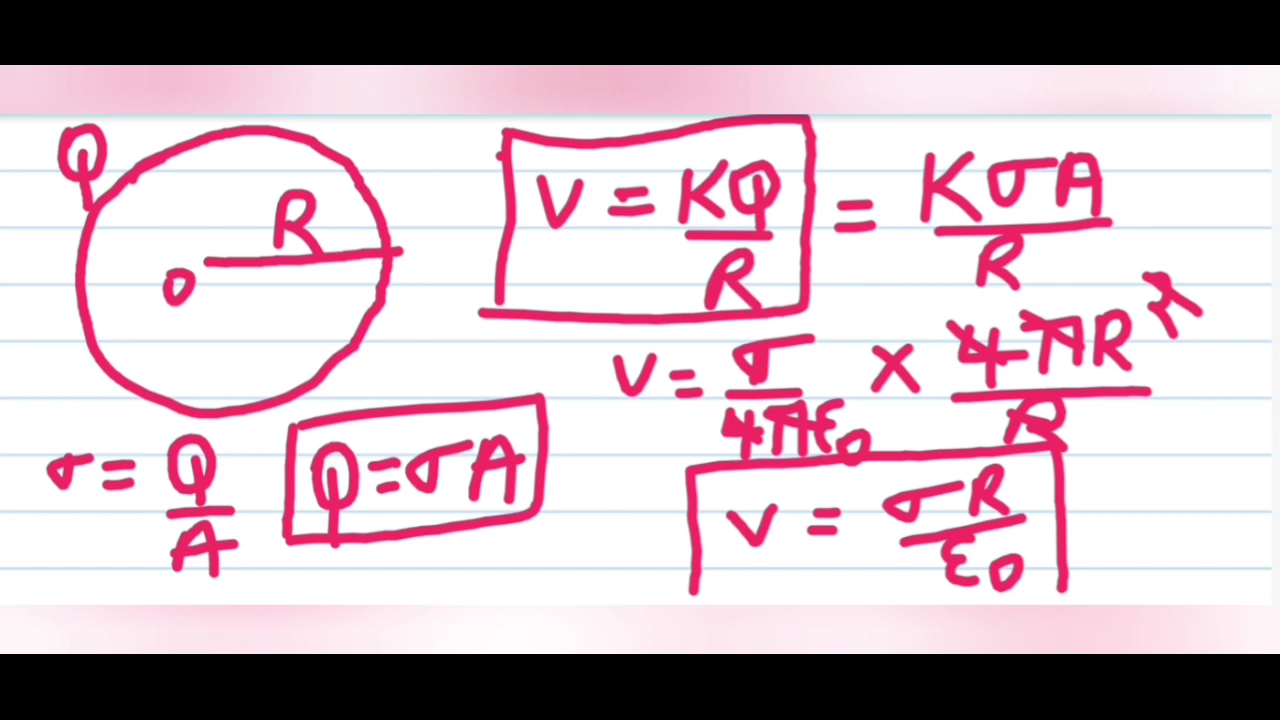 Q
R
O
V = KQ/R = KσA/R
V = σ/4πε0 × 4πR²/R
σ = Q/A
Q = σA
V = σR/ε0